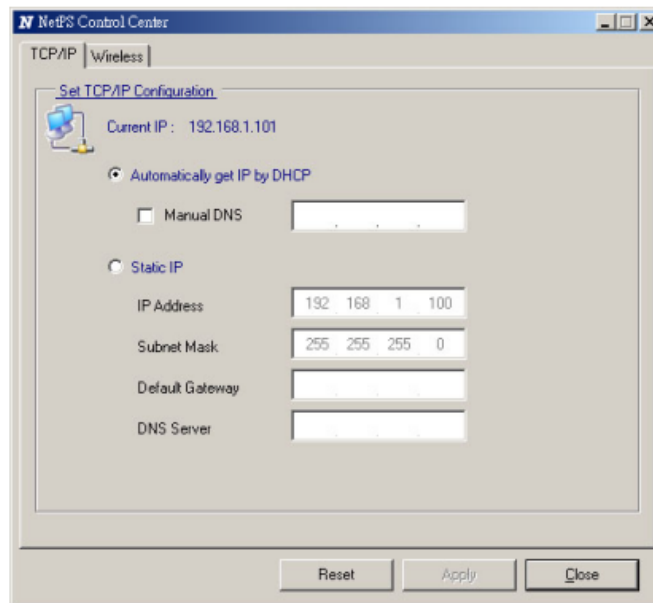 N NetPS Control Center
TCP/IP Wireless
Set TCP/IP Configuration
Current IP : 192.168.1.101
Automatically get IP by DHCP
Manual DNS . . .
Static IP
IP Address 192 . 168 . 1 . 100
Subnet Mask 255 . 255 . 255 . 0
Default Gateway . . .
DNS Server . . .
Reset Apply Close